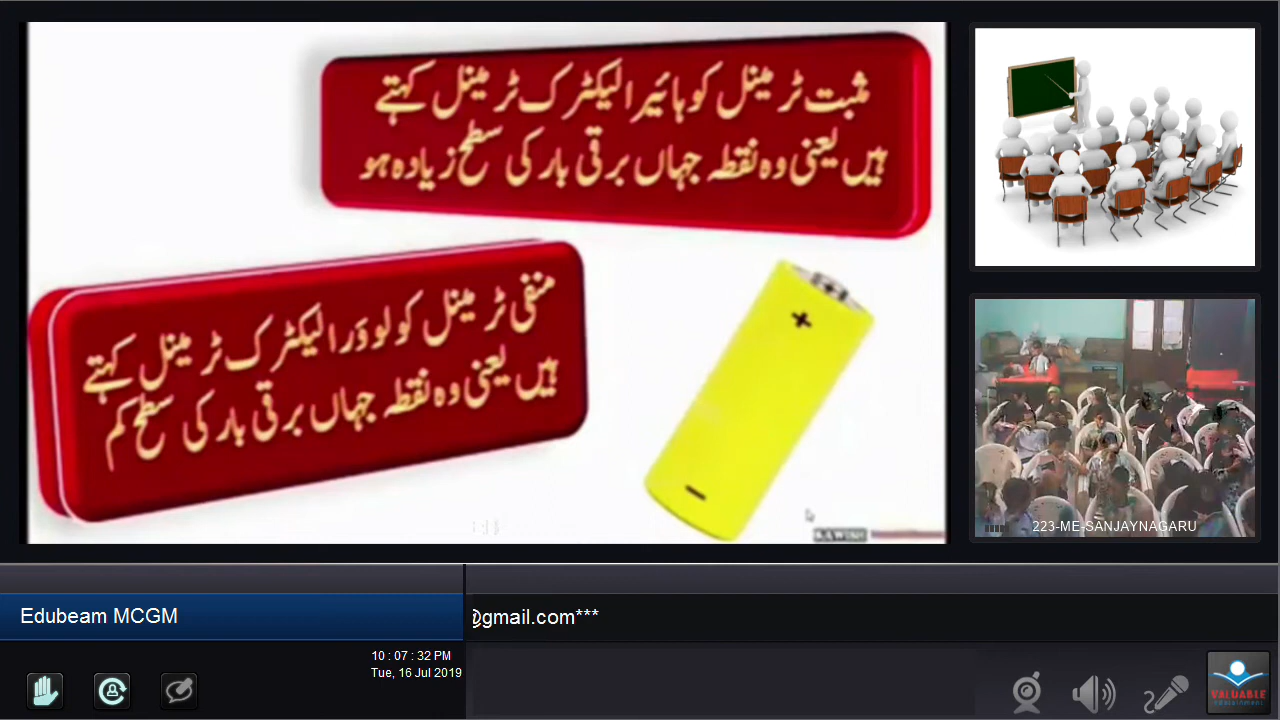 مثبت ٹرمینل کو ہائیر الیکٹرک ٹرمینل کہتے
ہیں یعنی وہ نقطہ جہاں برقی بار کی سطح زیادہ ہو
منفی ٹرمینل کو لوور الیکٹرک ٹرمینل کہتے
ہیں یعنی وہ نقطہ جہاں برقی بار کی سطح کم
+
-
223-ME-SANJAYNAGARU
Edubeam MCGM
@gmail.com***
10 : 07 : 32 PM
Tue, 16 Jul 2019
VALUABLE